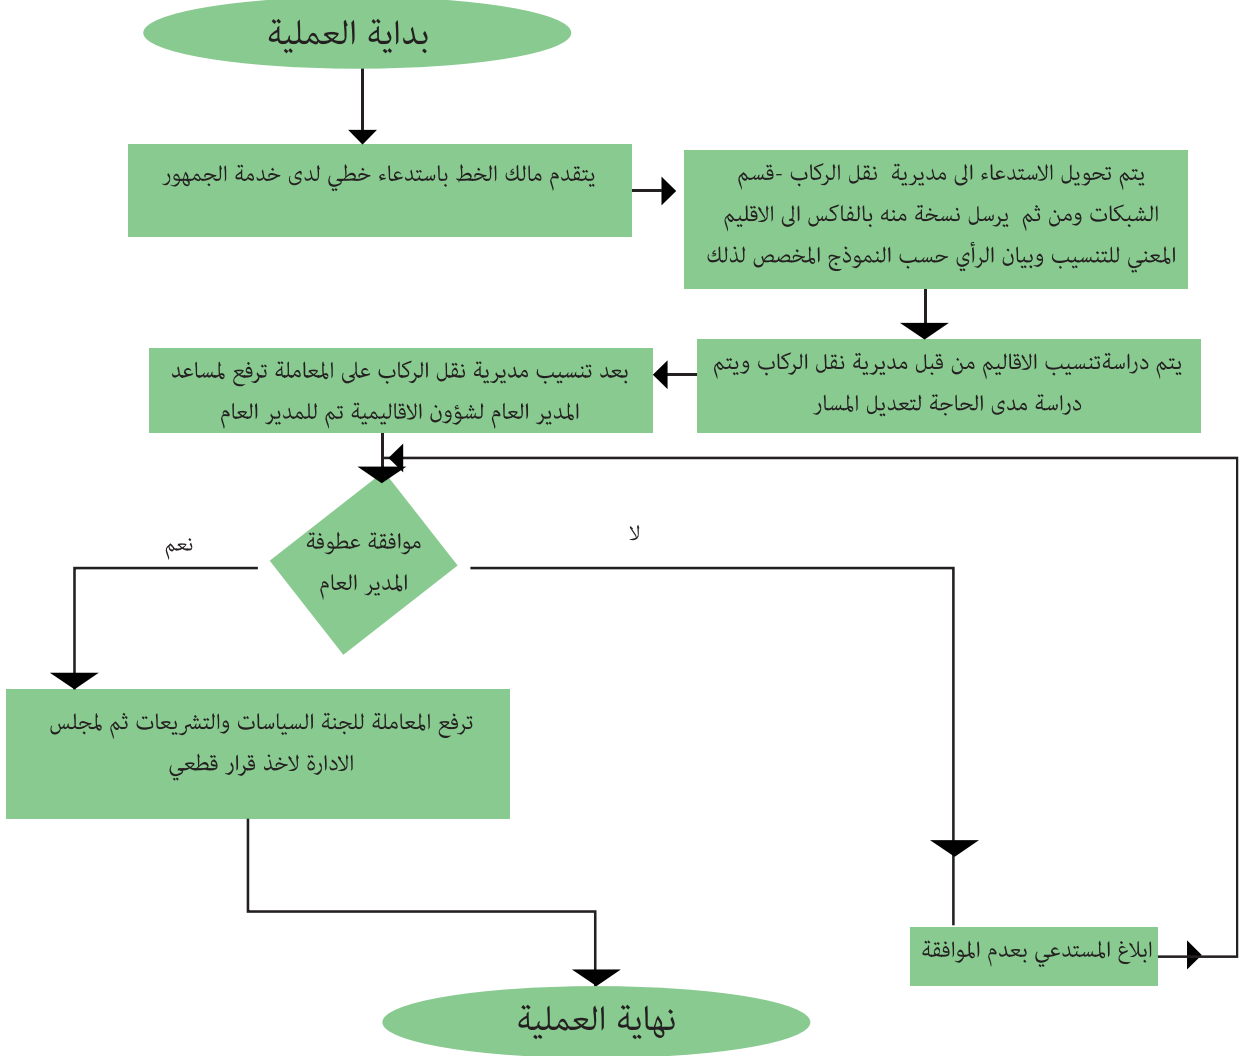 بداية العملية
يتقدم مالك الخط باستدعاء خطي لدى خدمة الجمهور
يتم تحويل الاستدعاء الى مديرية نقل الركاب -قسم
الشبكات ومن ثم يرسل نسخة منه بالفاكس الى الاقليم
المعني للتنسيب وبيان الرأي حسب النموذج المخصص لذلك
يتم دراسةتنسيب الاقاليم من قبل مديرية نقل الركاب ويتم
دراسة مدى الحاجة لتعديل المسار
بعد تنسيب مديرية نقل الركاب على المعاملة ترفع لمساعد
المدير العام لشؤون الاقاليمية تم للمدير العام
موافقة عطوفة
المدير العام
لا
نعم
ترفع المعاملة للجنة السياسات والتشريعات ثم لمجلس
الادارة لاخذ قرار قطعي
ابلاغ المستدعي بعدم الموافقة
نهاية العملية